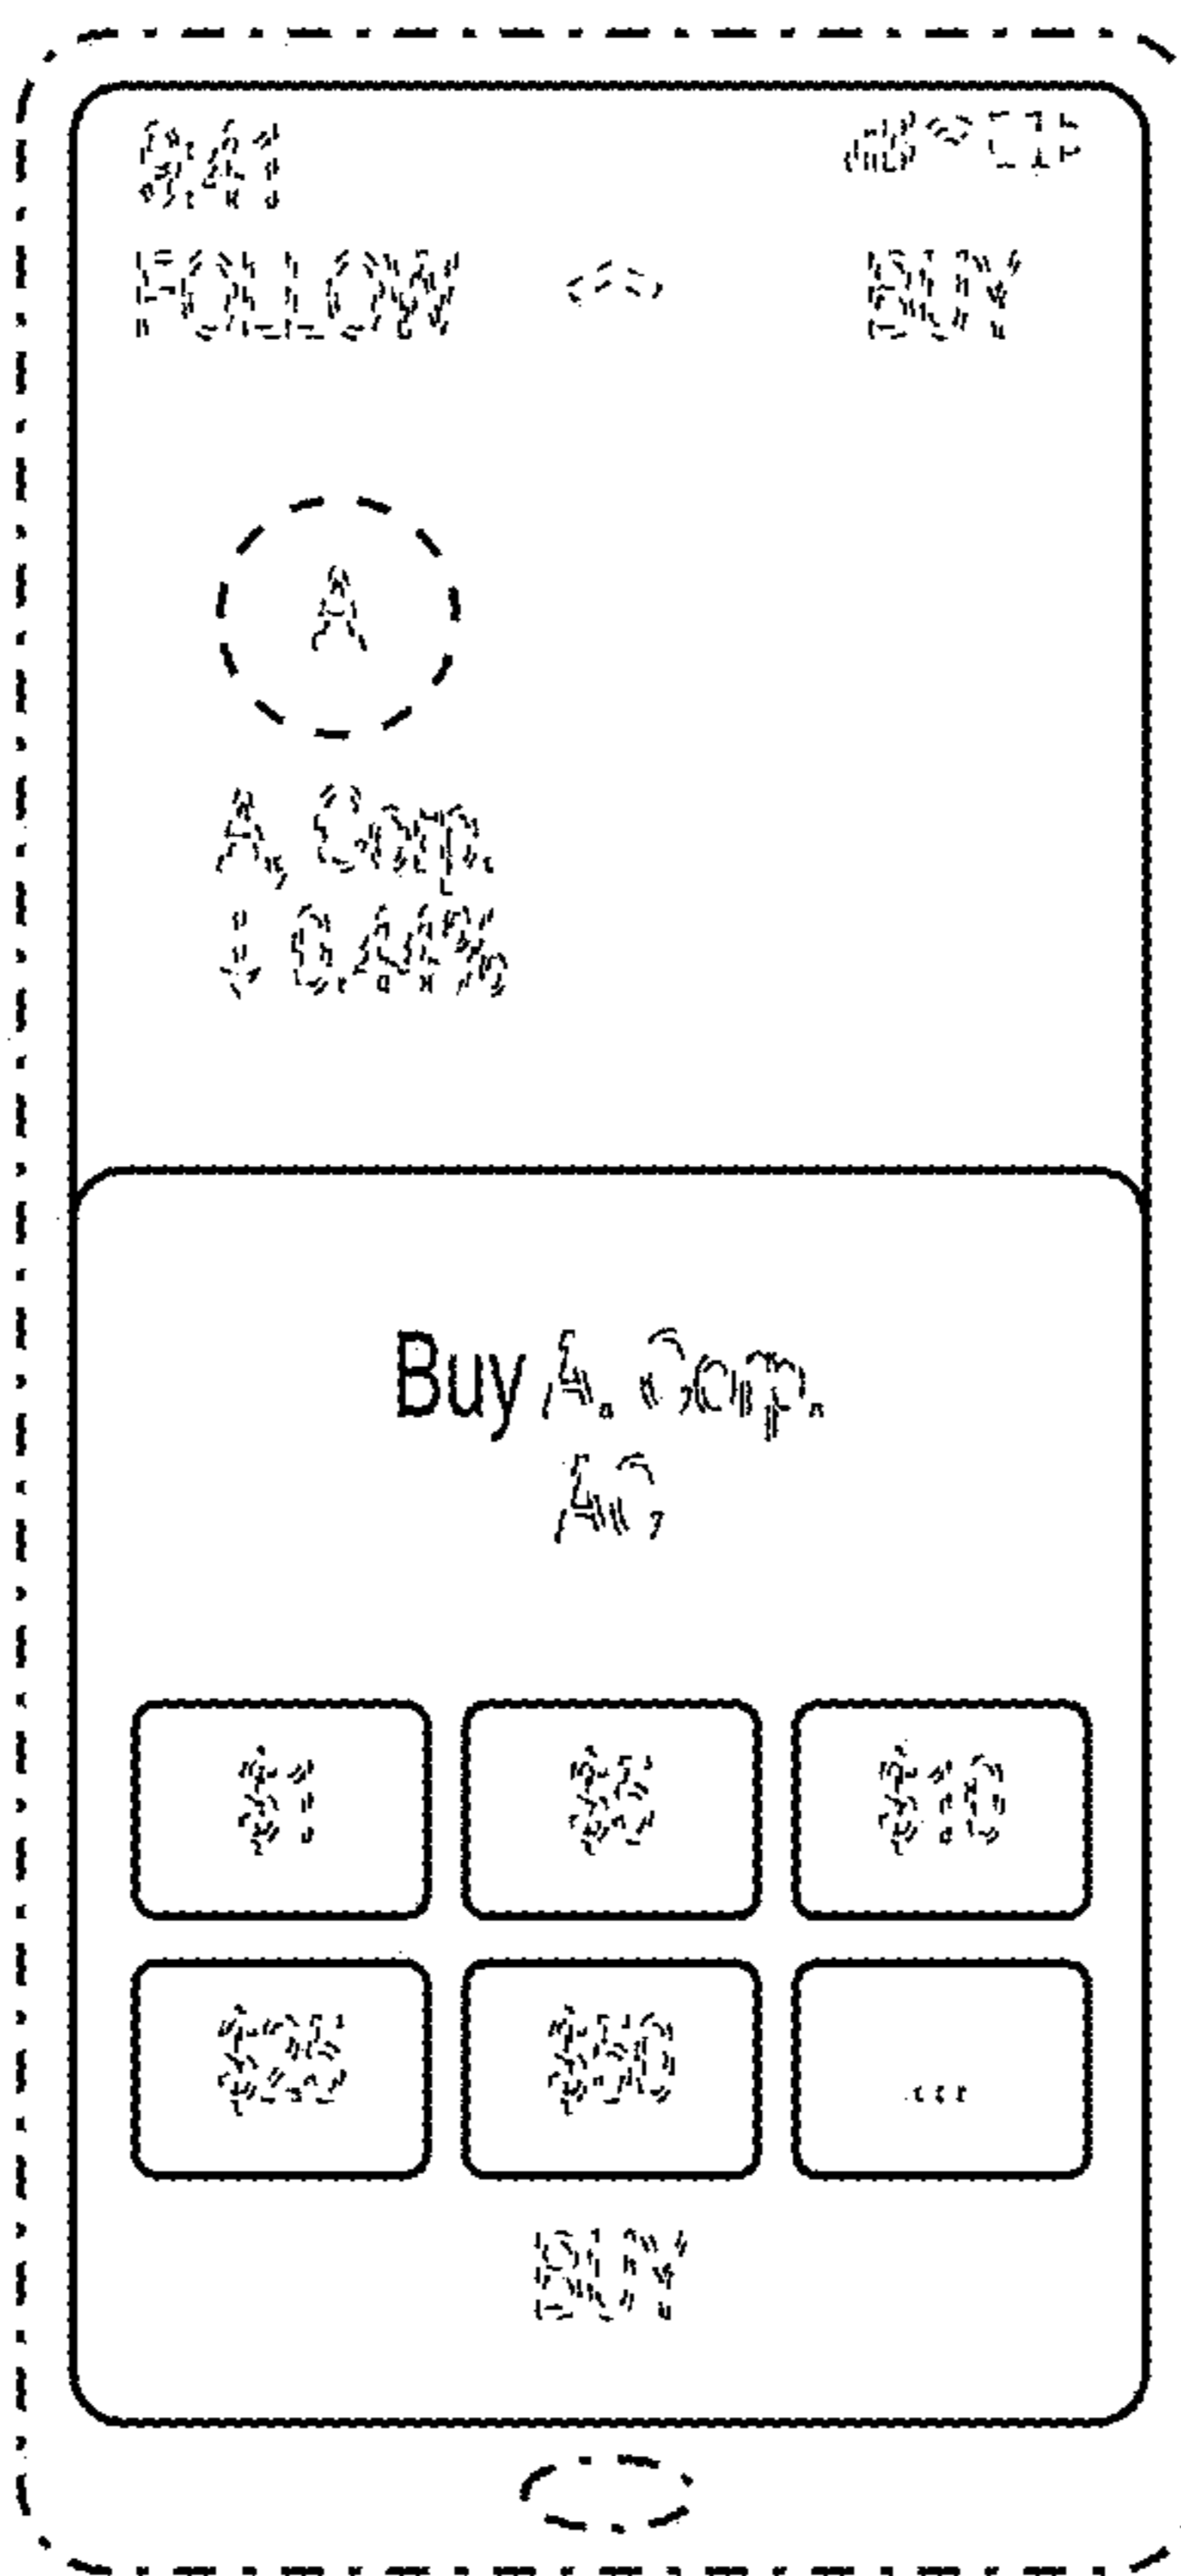 9:41
FOLLOW BUY
A
A. Corp.
↓ 0.44%
Buy A. Corp.
AC
$1 $5 $10
$25 $50 ...
BUY